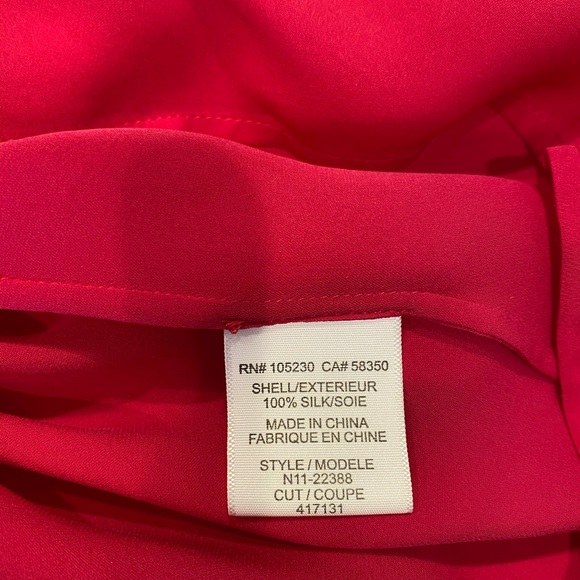 RN# 105230 CA# 58350
SHELL/EXTERIEUR
100% SILK/SOIE
MADE IN CHINA
FABRIQUE EN CHINE
STYLE / MODELE
N11-22388
CUT / COUPE
417131